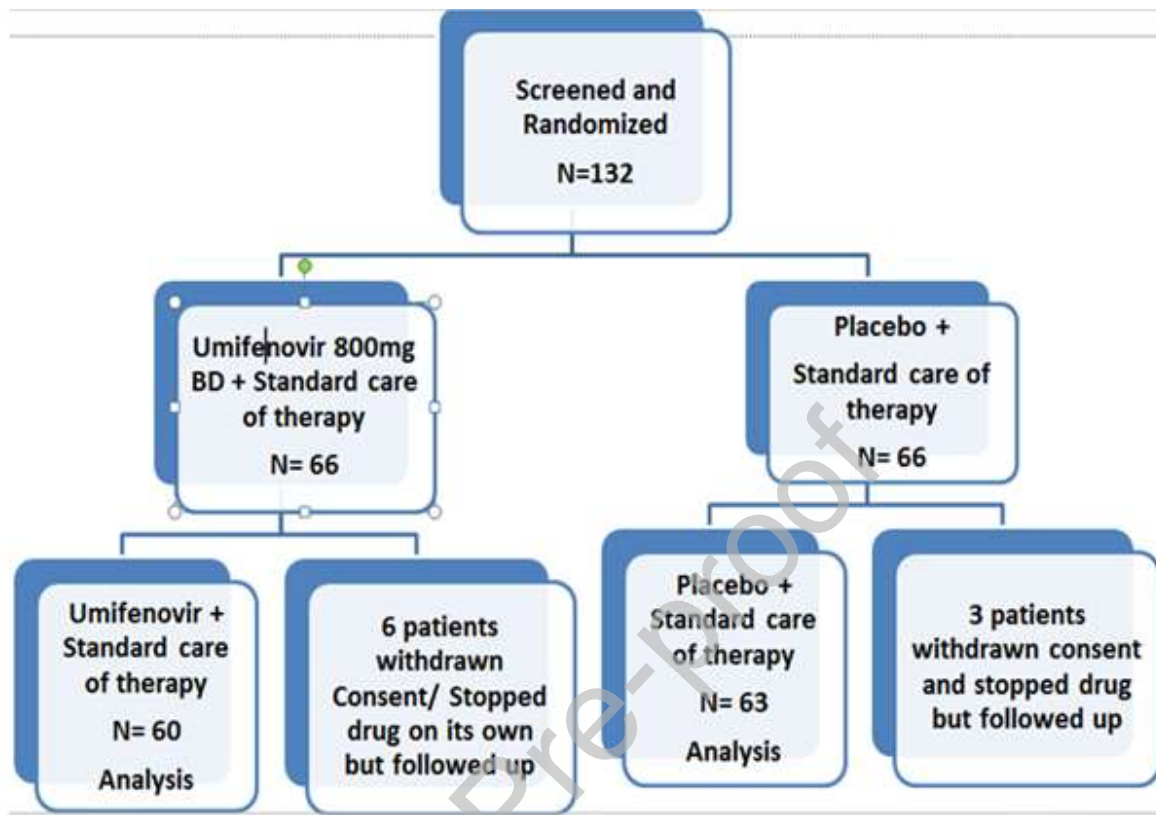 Screened and
Randomized
N=132
Umifenovir 800mg
BD + Standard care
of therapy
N= 66
Placebo +
Standard care of
therapy
N= 66
Umifenovir +
Standard care
of therapy
N= 60
Analysis
6 patients
withdrawn
Consent/ Stopped
drug on its own
but followed up
Placebo +
Standard care
of therapy
N= 63
Analysis
3 patients
withdrawn consent
and stopped drug
but followed up
Pre-proof